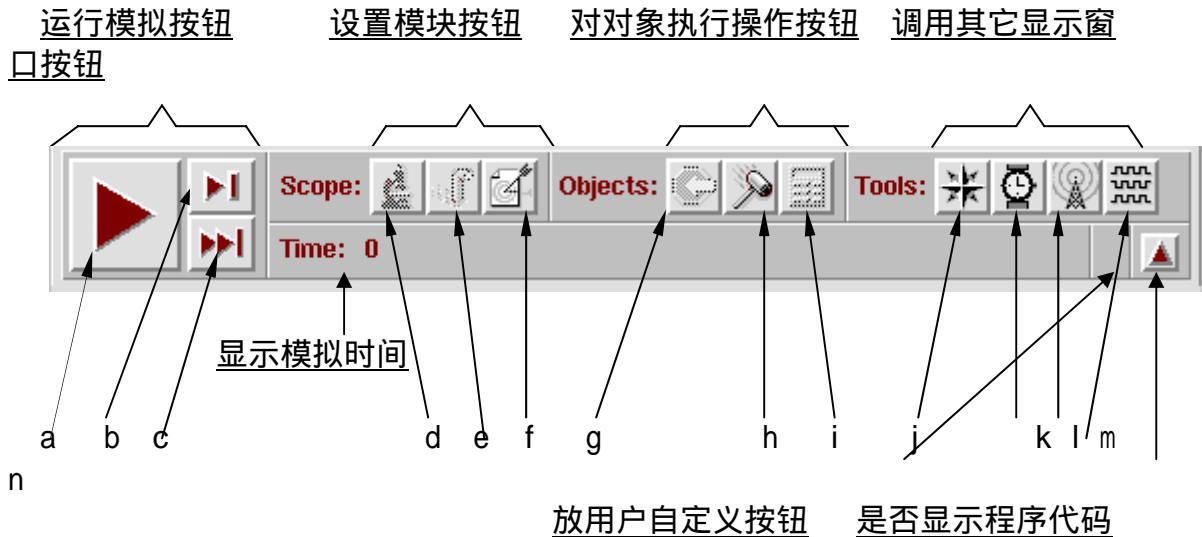 运行模拟按钮 设置模块按钮 对对象执行操作按钮 调用其它显示窗
口按钮
Scope: Objects: Tools:
Time: 0
显示模拟时间
a b c d e f g h i j k l m
n
放用户自定义按钮 是否显示程序代码